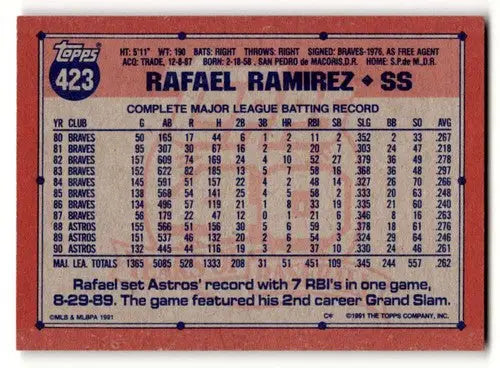 topps
423
HT: 5'11" WT: 190 BATS: RIGHT THROWS: RIGHT SIGNED: BRAVES-1976, AS FREE AGENT
ACQ: TRADE, 12-8-87 BORN: 2-18-58, SAN PEDRO de MACORIS, D.R. HOME: S.P. de M., D.R.
RAFAEL RAMIREZ ◆ SS
COMPLETE MAJOR LEAGUE BATTING RECORD
YR CLUB G AB R H 2B 3B HR RBI SB SLG BB SO AVG
80 BRAVES 50 165 17 44 6 1 2 11 2 .352 2 33 .267
81 BRAVES 95 307 30 67 16 2 2 20 7 .303 24 47 .218
82 BRAVES 157 609 74 169 24 4 10 52 27 .379 36 49 .278
83 BRAVES 152 622 82 185 13 5 7 58 16 .368 36 48 .297
84 BRAVES 145 591 51 157 22 4 2 48 14 .327 26 70 .266
85 BRAVES 138 568 54 141 25 4 5 58 2 .333 20 63 .248
86 BRAVES 134 496 57 119 21 1 8 33 19 .335 21 60 .240
87 BRAVES 56 179 22 47 12 0 1 21 6 .346 8 16 .263
88 ASTROS 155 566 51 156 30 5 6 59 3 .378 18 61 .276
89 ASTROS 151 537 46 132 20 2 6 54 3 .324 29 64 .246
90 ASTROS 132 445 44 116 19 3 2 37 10 .330 24 46 .261
MAJ. LEA. TOTALS 1365 5085 528 1333 208 31 51 451 109 .345 244 557 .262
Rafael set Astros' record with 7 RBI's in one game,
8-29-89. The game featured his 2nd career Grand Slam.
©MLB & MLBPA 1991 C* ©1991 THE TOPPS COMPANY, INC.